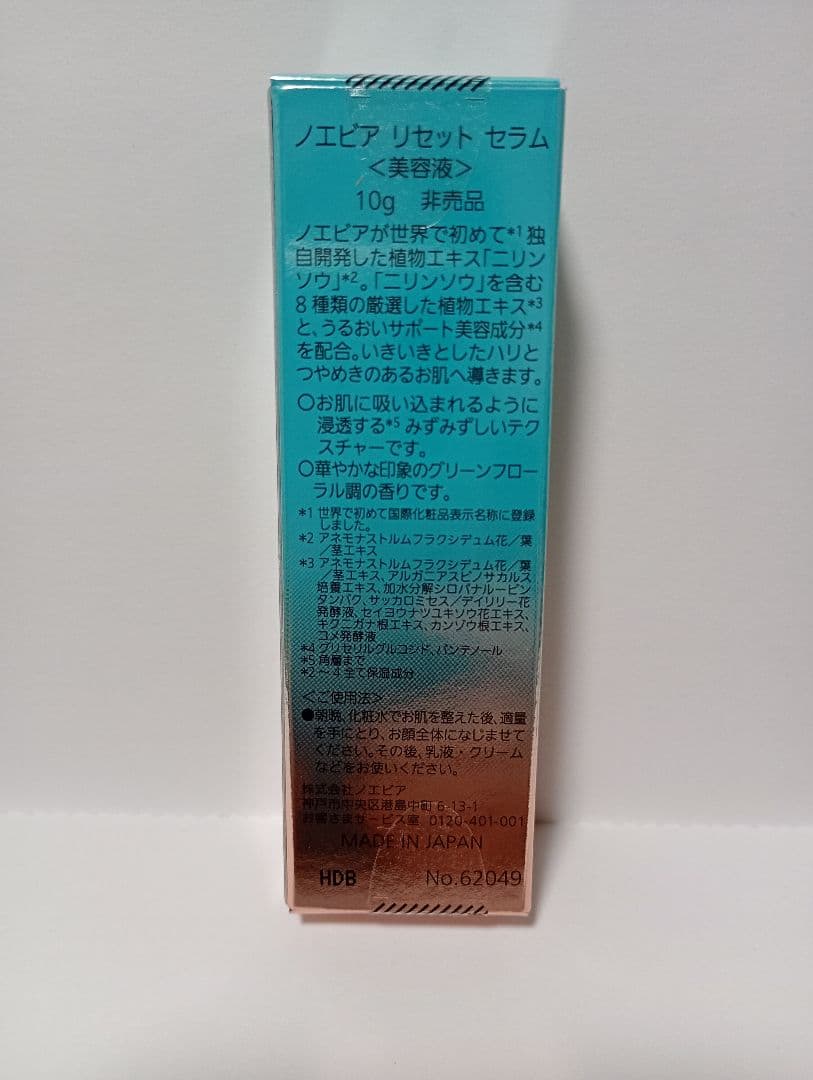 ノエビア リセット セラム
＜美容液＞
10g 非売品
ノエビアが世界で初めて*1 独
自開発した植物エキス「ニリン
ソウ」*2。「ニリンソウ」を含む
8種類の厳選した植物エキス*3
と、うるおいサポート美容成分*4
を配合。いきいきとしたハリと
つやめきのあるお肌へ導きます。
○お肌に吸い込まれるように
浸透する*5 みずみずしいテク
スチャーです。
○華やかな印象のグリーンフロー
ラル調の香りです。
*1 世界で初めて国際化粧品表示名称に登録
しました。
*2 アネモナストルムフラクシデュム花／葉
／茎エキス
*3 アネモナストルムフラクシデュム花／葉
／茎エキス、アルガニアスピノサカルス
培養エキス、加水分解シロバナルーピン
タンパク、サッカロミセス／デイリリー花
発酵液、セイヨウナツユキソウ花エキス、
キクニガナ根エキス、カンゾウ根エキス、
コメ発酵液
*4 グリセリルグルコシド、パンテノール
*5 角層まで
*2～4 全て保湿成分
＜ご使用法＞
●朝晩、化粧水でお肌を整えた後、適量
を手にとり、お顔全体になじませて
ください。その後、乳液・クリーム
などをお使いください。
株式会社ノエビア
神戸市中央区港島中町6-13-1
お客さまサービス室 0120-401-001
MADE IN JAPAN
HDB No.62049